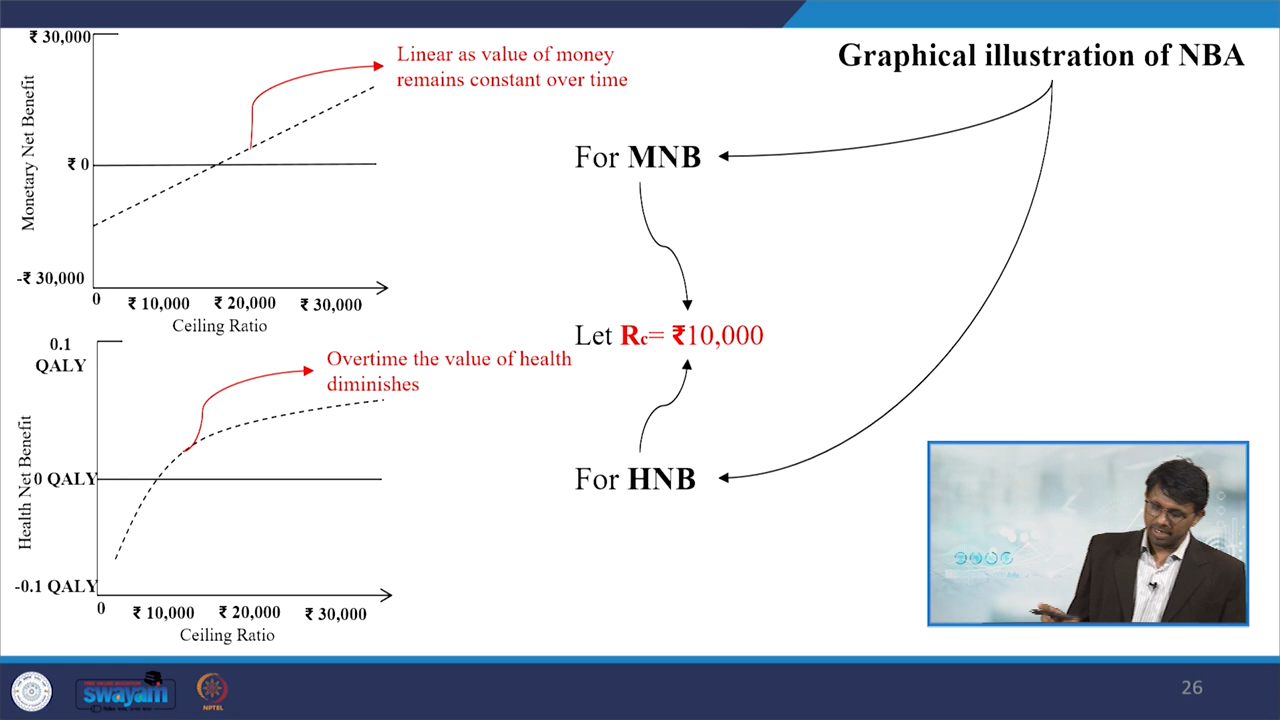 Graphical illustration of NBA
₹ 30,000
Monetary Net Benefit
₹ 0
-₹ 30,000
0
₹ 10,000
₹ 20,000
₹ 30,000
Ceiling Ratio
Linear as value of money
remains constant over time
For MNB
Let Rc= ₹10,000
0.1
QALY
Health Net Benefit
0 QALY
-0.1 QALY
0
₹ 10,000
₹ 20,000
₹ 30,000
Ceiling Ratio
Overtime the value of health
diminishes
For HNB
swayam
NPTEL
26